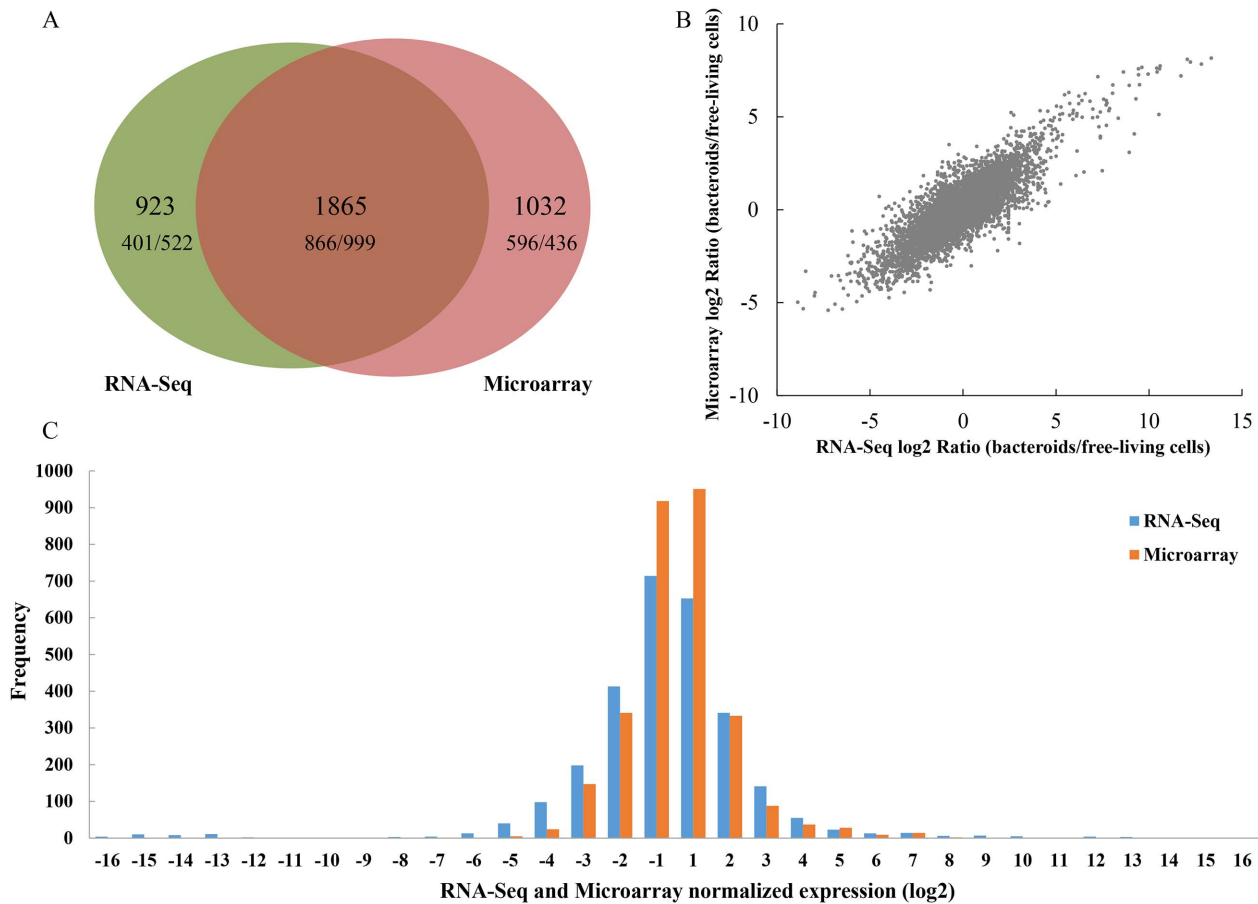 A
923
401/522
1865
866/999
1032
596/436
RNA-Seq
Microarray
B
Microarray log2 Ratio (bacteroids/free-living cells)
10
5
0
-5
-10
-10 -5 0 5 10 15
RNA-Seq log2 Ratio (bacteroids/free-living cells)
C
Frequency
1000
900
800
700
600
500
400
300
200
100
0
RNA-Seq
Microarray
-16 -15 -14 -13 -12 -11 -10 -9 -8 -7 -6 -5 -4 -3 -2 -1 1 2 3 4 5 6 7 8 9 10 11 12 13 14 15 16
RNA-Seq and Microarray normalized expression (log2)